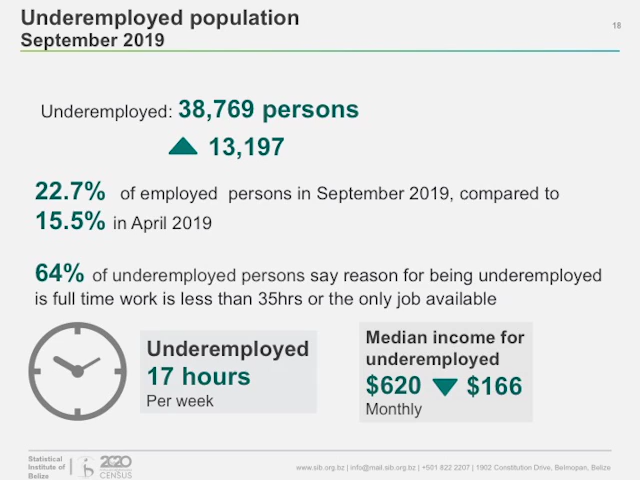 Underemployed population
September 2019
18
Underemployed: 38,769 persons
13,197
22.7% of employed persons in September 2019, compared to
15.5% in April 2019
64% of underemployed persons say reason for being underemployed
is full time work is less than 35hrs or the only job available
Underemployed
17 hours
Per week
Median income for
underemployed
$620 $166
Monthly
Statistical
Institute of
Belize
2020
CENSUS
www.sib.org.bz | info@mail.sib.org.bz | +501 822 2207 | 1902 Constitution Drive, Belmopan, Belize